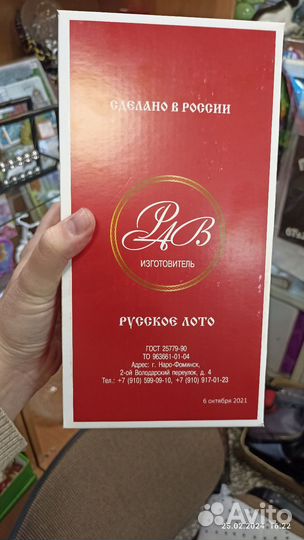 СДЕЛАНО В РОССИИ
РДВ
ИЗГОТОВИТЕЛЬ
РУССКОЕ ЛОТО
ГОСТ 25779-90
ТО 963661-01-04
Адрес: г. Наро-Фоминск,
2-ой Володарский переулок, д. 4
Тел.: +7 (910) 599-09-10, +7 (910) 917-01-23
6 октября 2021
Avito
25.02.2024 16:22